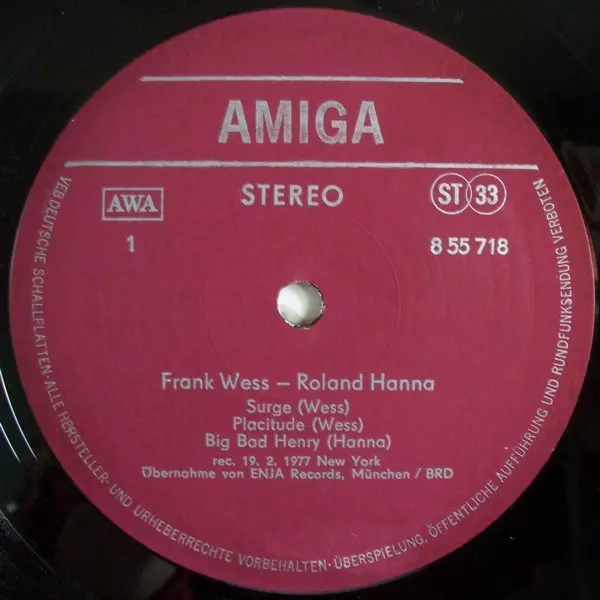 AMIGA
STEREO
AWA
ST 33
1
8 55 718
Frank Wess – Roland Hanna
Surge (Wess)
Placitude (Wess)
Big Bad Henry (Hanna)
rec. 19. 2. 1977 New York
Übernahme von ENJA Records, München / BRD
VEB DEUTSCHE SCHALLPLATTEN · ALLE HERSTELLER- UND URHEBERRECHTE VORBEHALTEN · ÜBERSPIELUNG, ÖFFENTLICHE AUFFÜHRUNG UND RUNDFUNKSENDUNG VERBOTEN